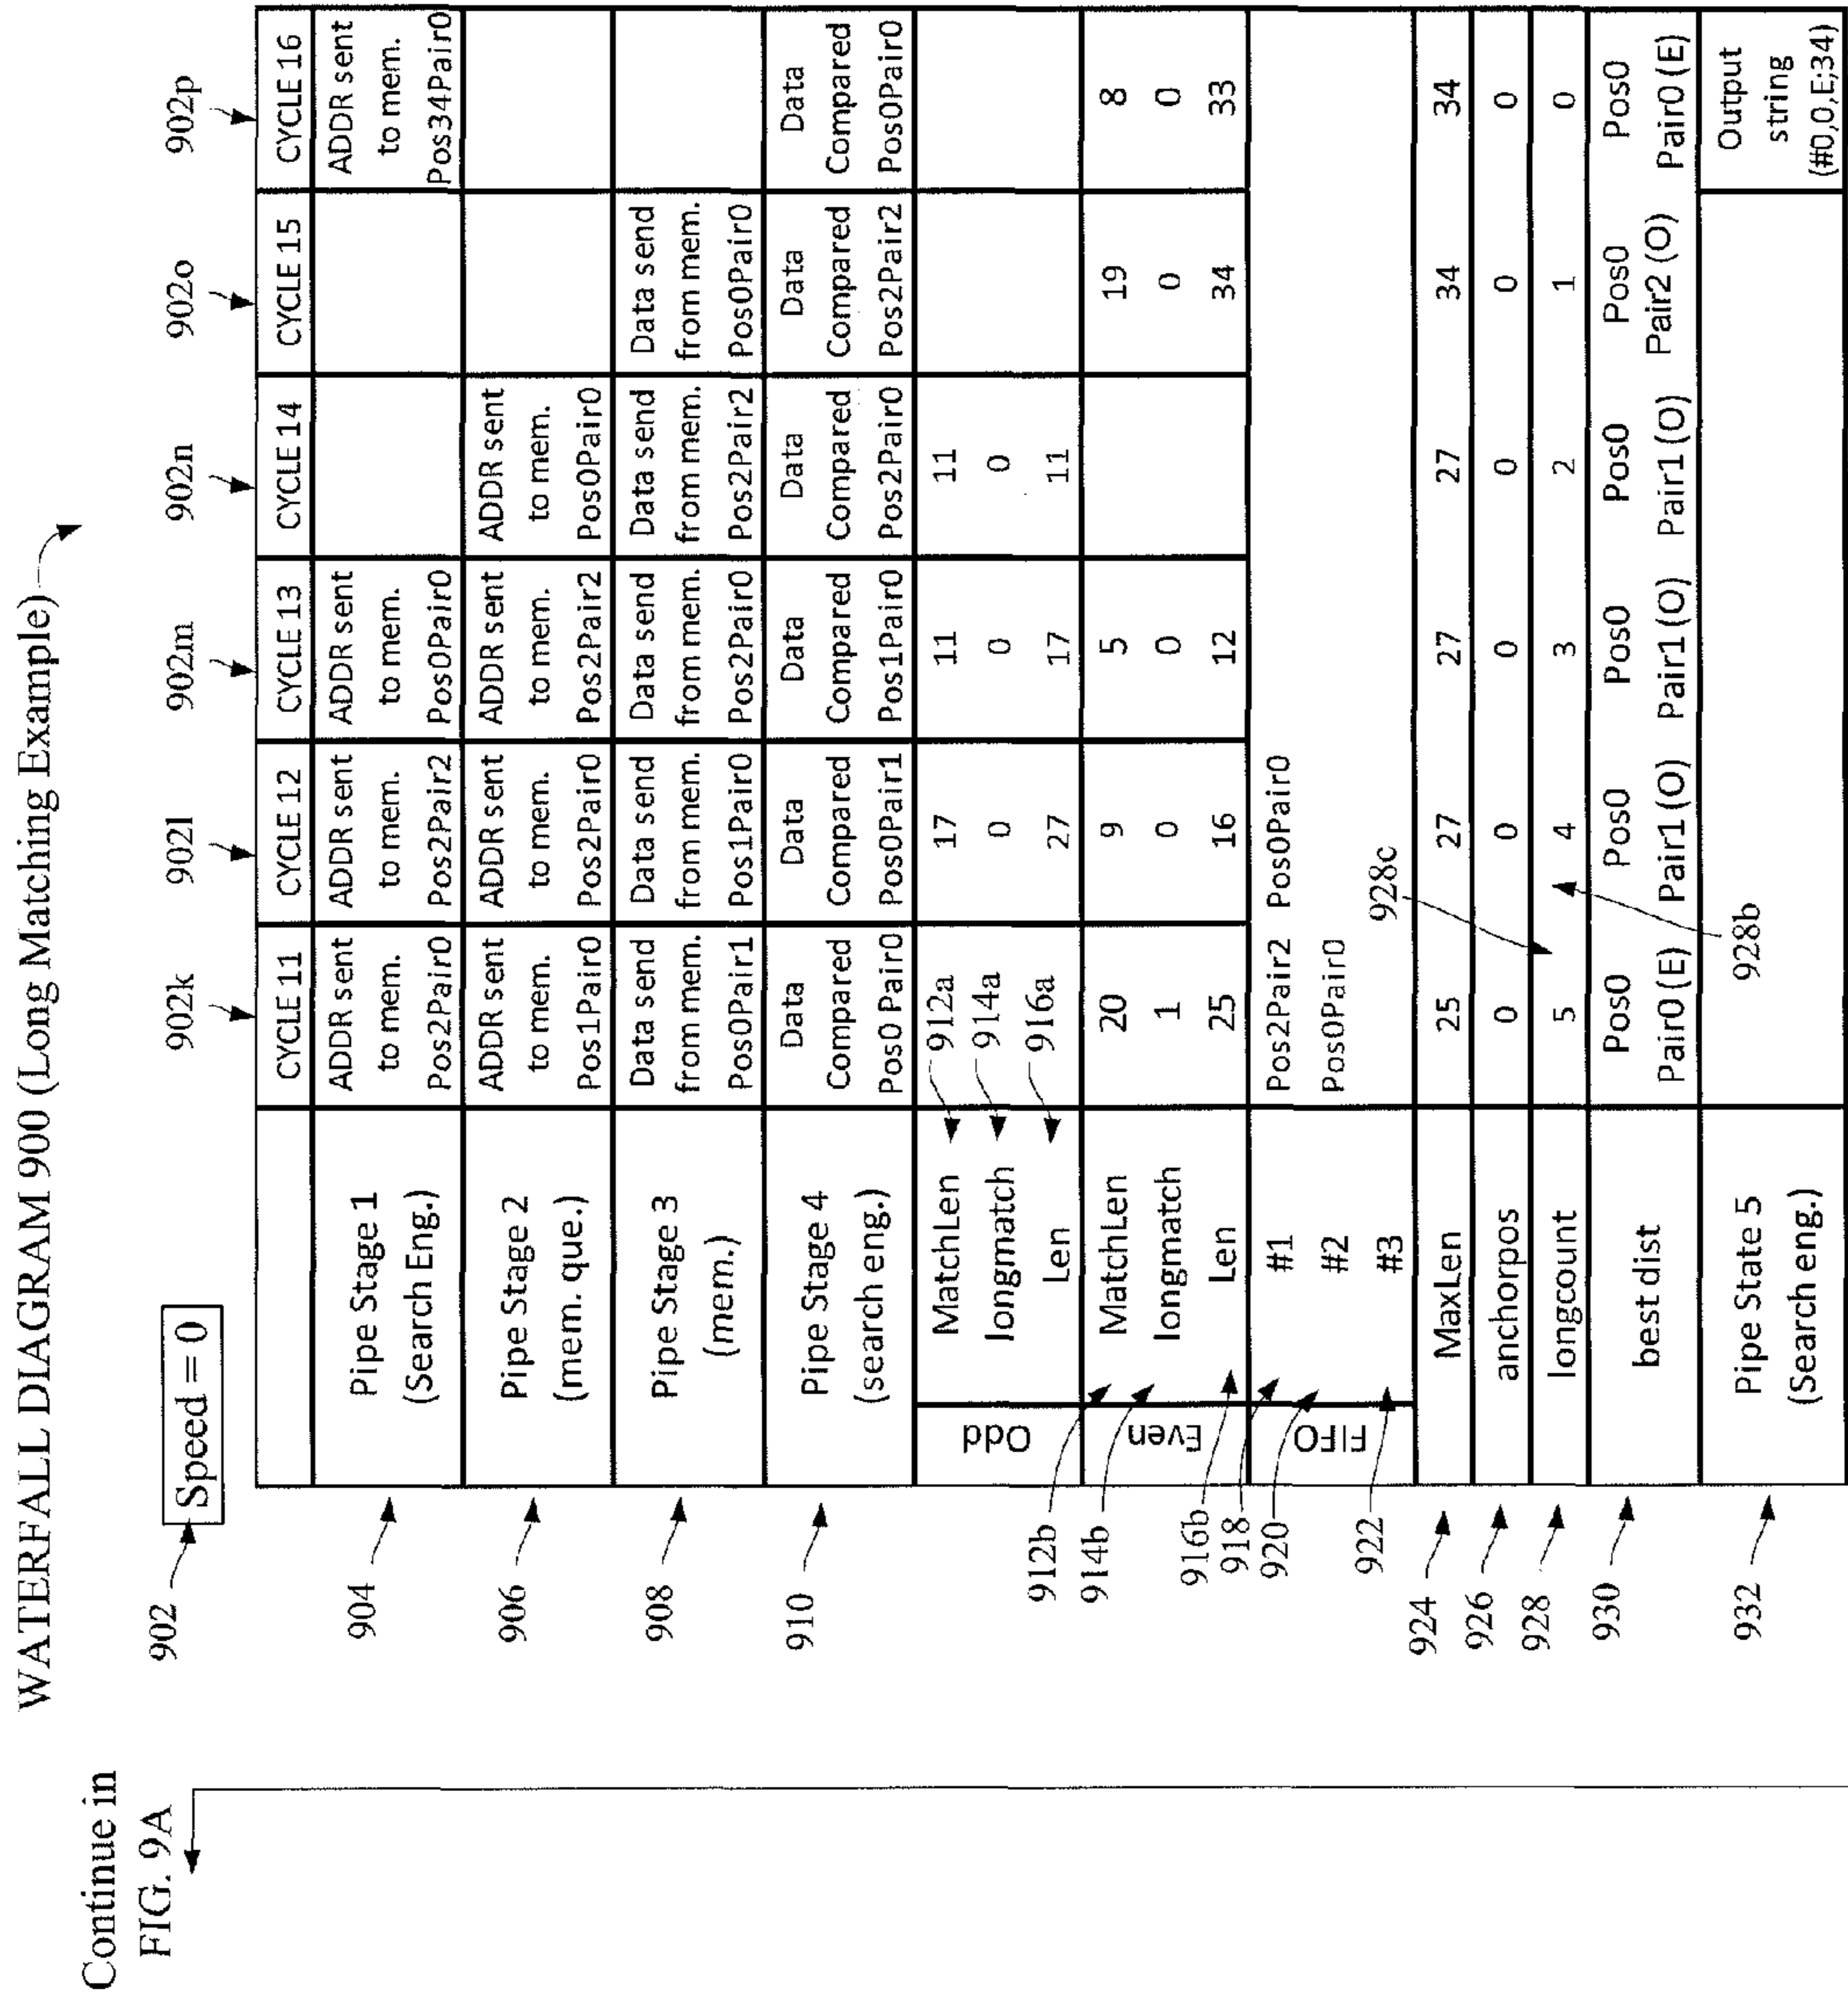 WATERFALL DIAGRAM 900 (Long Matching Example)
Continue in
FIG. 9A
902
Speed = 0
902k
902l
902m
902n
902o
902p
CYCLE 11
CYCLE 12
CYCLE 13
CYCLE 14
CYCLE 15
CYCLE 16
904
Pipe Stage 1
(Search Eng.)
ADDR sent
to mem.
Pos2Pair0
ADDR sent
to mem.
Pos2Pair2
ADDR sent
to mem.
Pos0Pair0
ADDR sent
to mem.
Pos34Pair0
906
Pipe Stage 2
(mem. que.)
ADDR sent
to mem.
Pos1Pair0
ADDR sent
to mem.
Pos2Pair0
ADDR sent
to mem.
Pos2Pair2
ADDR sent
to mem.
Pos0Pair0
908
Pipe Stage 3
(mem.)
Data send
from mem.
Pos0Pair1
Data send
from mem.
Pos1Pair0
Data send
from mem.
Pos2Pair0
Data send
from mem.
Pos2Pair2
Data send
from mem.
Pos0Pair0
910
Pipe Stage 4
(search eng.)
Data
Compared
Pos0 Pair0
Data
Compared
Pos0Pair1
Data
Compared
Pos1Pair0
Data
Compared
Pos2Pair0
Data
Compared
Pos2Pair2
Data
Compared
Pos0Pair0
Odd
MatchLen
912a
17
11
11
longmatch
914a
0
0
0
Len
916a
27
17
11
Even
912b
MatchLen
20
9
5
19
8
914b
longmatch
1
0
0
0
0
916b
Len
25
16
12
34
33
FIFO
918
#1
Pos2Pair2
Pos0Pair0
920
#2
Pos0Pair0
922
#3
928c
924
MaxLen
25
27
27
27
34
34
926
anchorpos
0
0
0
0
0
0
928
longcount
5
4
3
2
1
0
930
best dist
Pos0
Pair0 (E)
Pos0
Pair1 (O)
Pos0
Pair1 (O)
Pos0
Pair1 (O)
Pos0
Pair2 (O)
Pos0
Pair0 (E)
928b
932
Pipe State 5
(Search eng.)
Output
string
(#0,0,E;34)